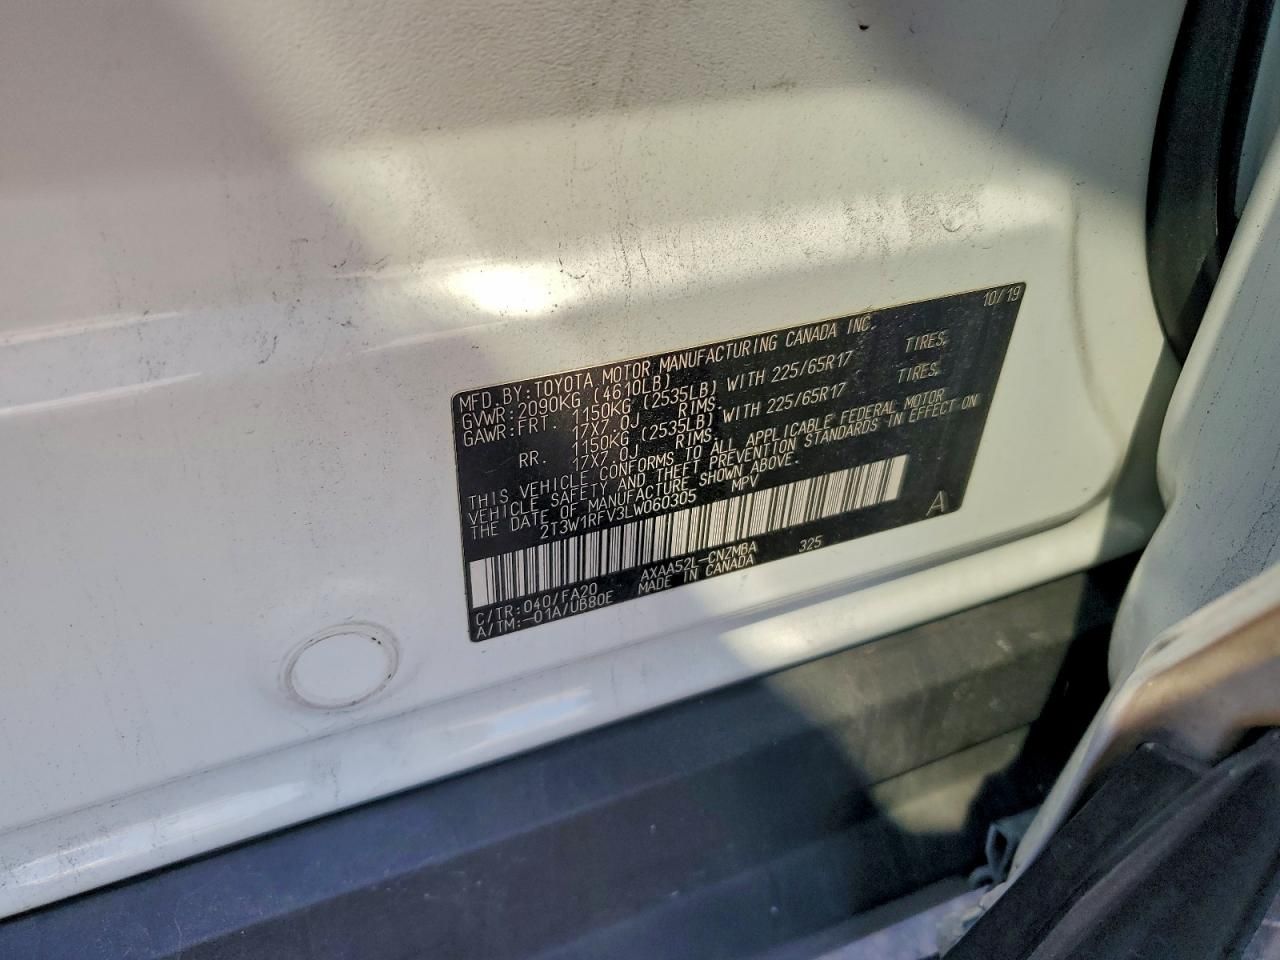 10/19
MFD. BY: TOYOTA MOTOR MANUFACTURING CANADA INC.
GVWR: 2090KG (4610LB)
GAWR: FRT. 1150KG (2535LB) WITH 225/65R17 TIRES,
17X7.0J RIMS.
RR. 1150KG (2535LB) WITH 225/65R17 TIRES,
17X7.0J RIMS.
THIS VEHICLE CONFORMS TO ALL APPLICABLE FEDERAL MOTOR
VEHICLE SAFETY AND THEFT PREVENTION STANDARDS IN EFFECT ON
THE DATE OF MANUFACTURE SHOWN ABOVE.
2T3W1RFV3LW060305 MPV
A
C/TR: 040/FA20 AXAA52L-CNZMBA 325
A/TM: -01A/UB80E MADE IN CANADA